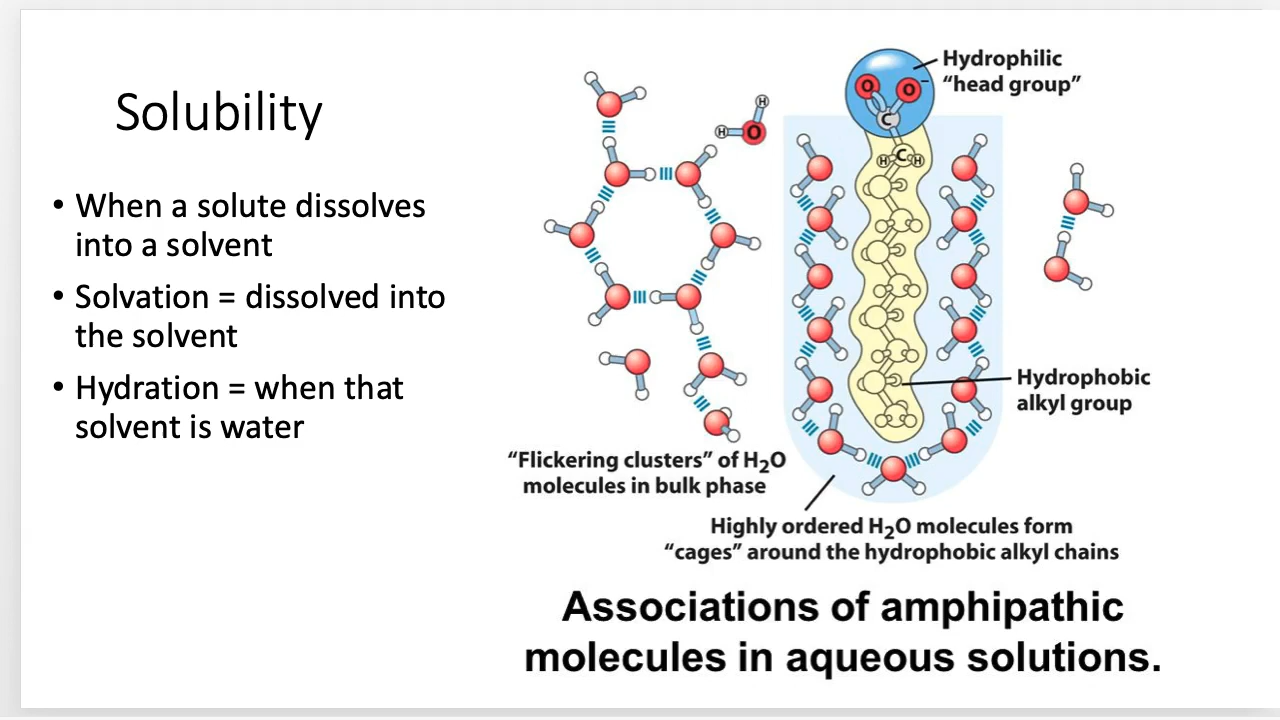 Solubility
• When a solute dissolves
into a solvent
• Solvation = dissolved into
the solvent
• Hydration = when that
solvent is water
Hydrophilic
“head group”
O
O
–
C
C
H
H
H
H
O
Hydrophobic
alkyl group
“Flickering clusters” of H₂O
molecules in bulk phase
Highly ordered H₂O molecules form
“cages” around the hydrophobic alkyl chains
Associations of amphipathic
molecules in aqueous solutions.